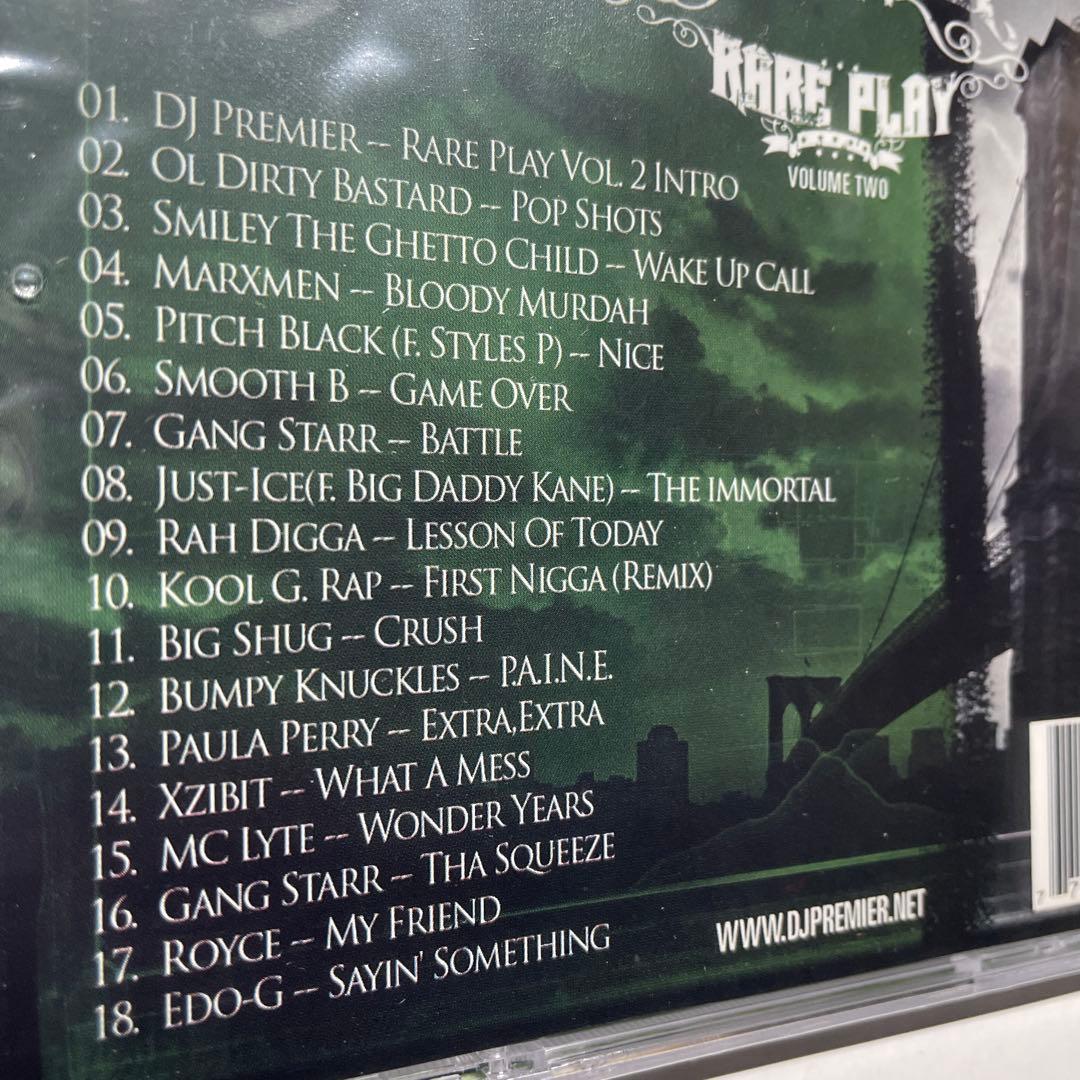 RARE PLAY
VOLUME TWO
01. DJ PREMIER -- RARE PLAY VOL. 2 INTRO
02. OL DIRTY BASTARD -- POP SHOTS
03. SMILEY THE GHETTO CHILD -- WAKE UP CALL
04. MARXMEN -- BLOODY MURDAH
05. PITCH BLACK (F. STYLES P) -- NICE
06. SMOOTH B -- GAME OVER
07. GANG STARR -- BATTLE
08. JUST-ICE(F. BIG DADDY KANE) -- THE IMMORTAL
09. RAH DIGGA -- LESSON OF TODAY
10. KOOL G. RAP -- FIRST NIGGA (REMIX)
11. BIG SHUG -- CRUSH
12. BUMPY KNUCKLES -- P.A.I.N.E.
13. PAULA PERRY -- EXTRA,EXTRA
14. XZIBIT -- WHAT A MESS
15. MC LYTE -- WONDER YEARS
16. GANG STARR -- THA SQUEEZE
17. ROYCE -- MY FRIEND
18. EDO-G -- SAYIN' SOMETHING
WWW.DJPREMIER.NET